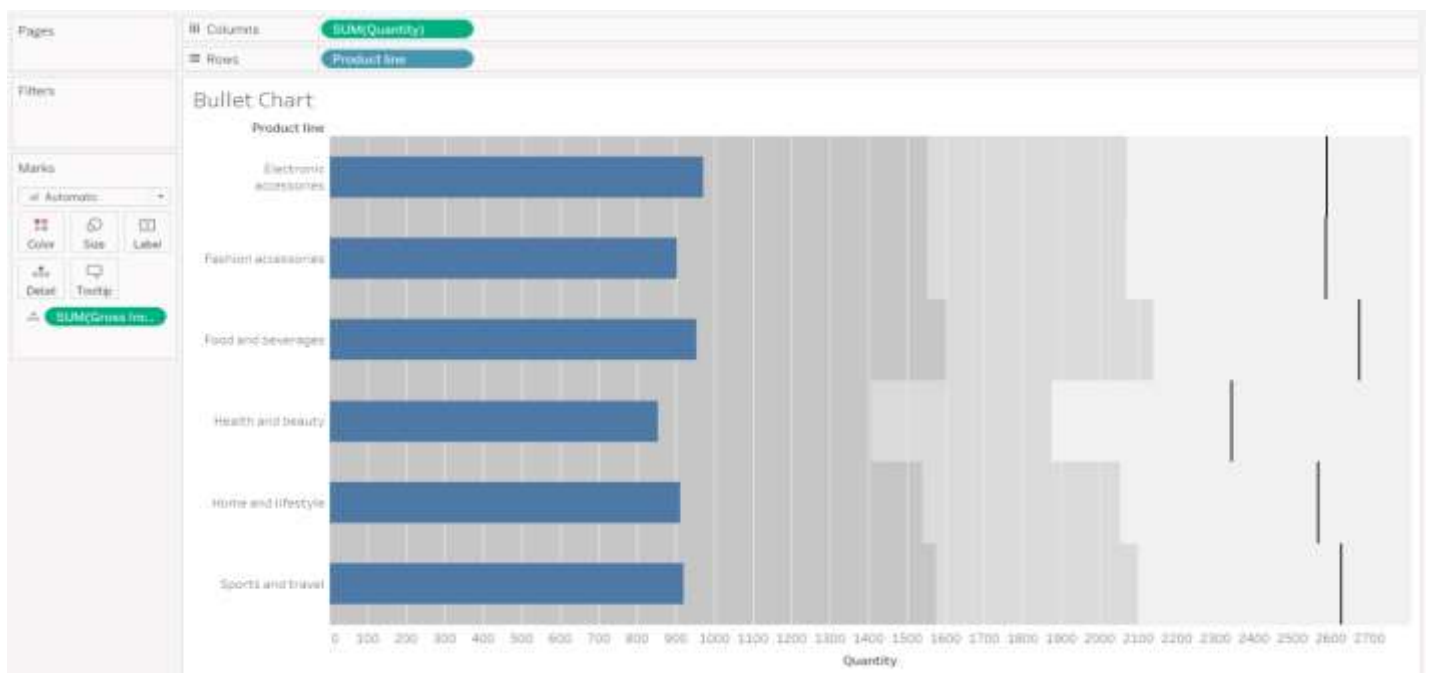 Pages
Columns
SUM(Quantity)
Rows
Product line
Filters
Bullet Chart
Product line
Marks
Automatic
Color
Size
Label
Detail
Tooltip
SUM(Gross Inc..
Electronic
accessories
Fashion accessories
Food and beverages
Health and beauty
Home and lifestyle
Sports and travel
0 100 200 300 400 500 600 700 800 900 1000 1100 1200 1300 1400 1500 1600 1700 1800 1900 2000 2100 2200 2300 2400 2500 2600 2700
Quantity